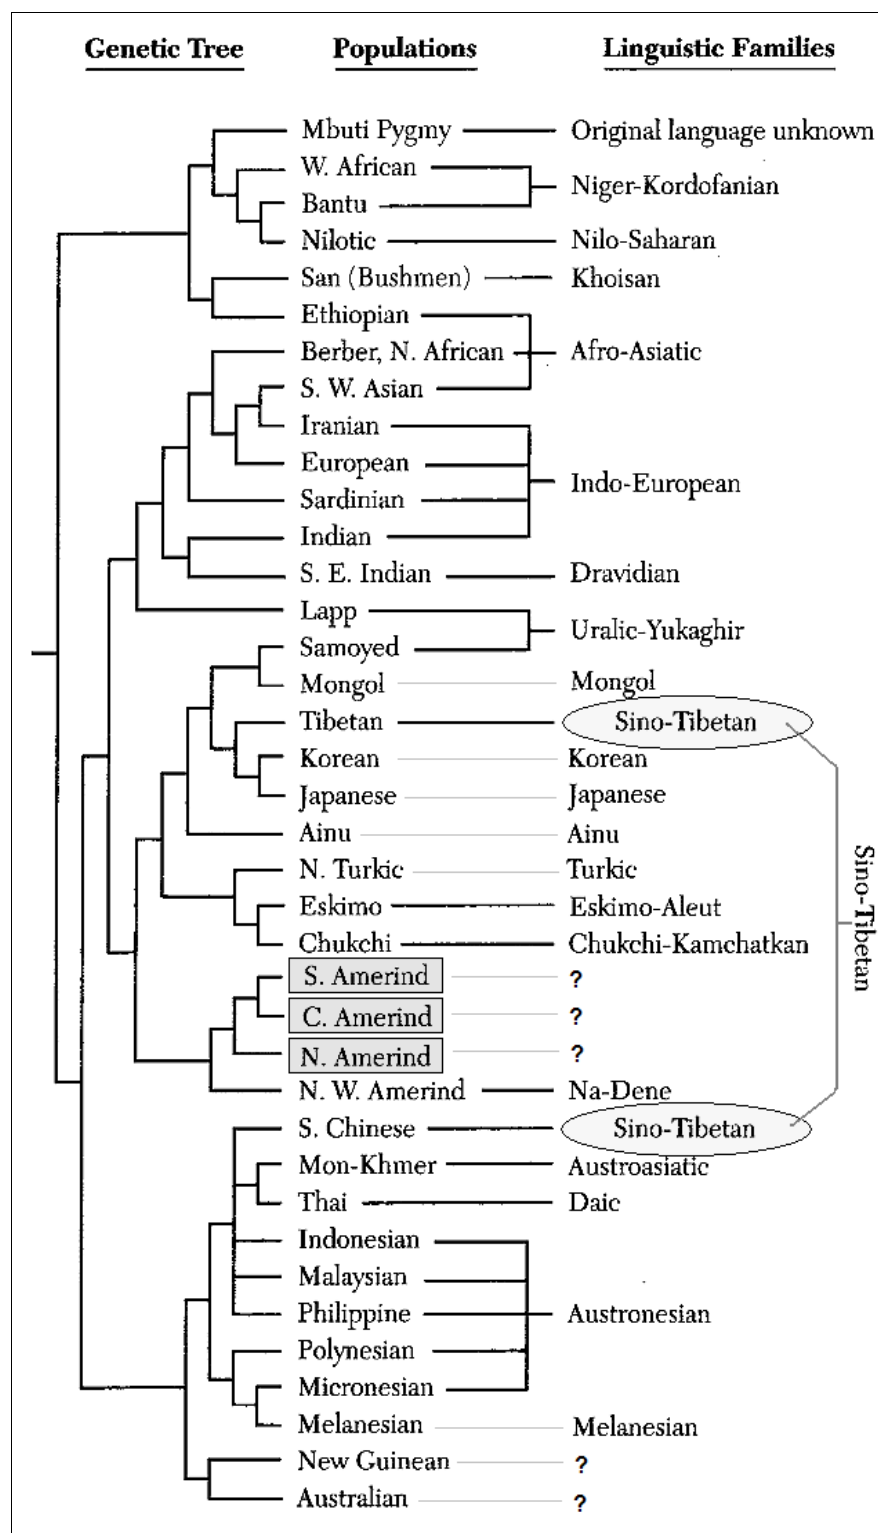 Genetic Tree Populations Linguistic Families
Mbuti Pygmy Original language unknown
W. African
Niger-Kordofanian
Bantu
Nilotic Nilo-Saharan
San (Bushmen) Khoisan
Ethiopian
Berber, N. African Afro-Asiatic
S. W. Asian
Iranian
European
Indo-European
Sardinian
Indian
S. E. Indian Dravidian
Lapp
Uralic-Yukaghir
Samoyed
Mongol Mongol
Tibetan Sino-Tibetan
Korean Korean
Japanese Japanese
Ainu Ainu
N. Turkic Turkic
Eskimo Eskimo-Aleut
Sino-Tibetan
Chukchi Chukchi-Kamchatkan
S. Amerind ?
C. Amerind ?
N. Amerind ?
N. W. Amerind Na-Dene
S. Chinese Sino-Tibetan
Mon-Khmer Austroasiatic
Thai Daic
Indonesian
Malaysian
Philippine Austronesian
Polynesian
Micronesian
Melanesian Melanesian
New Guinean ?
Australian ?